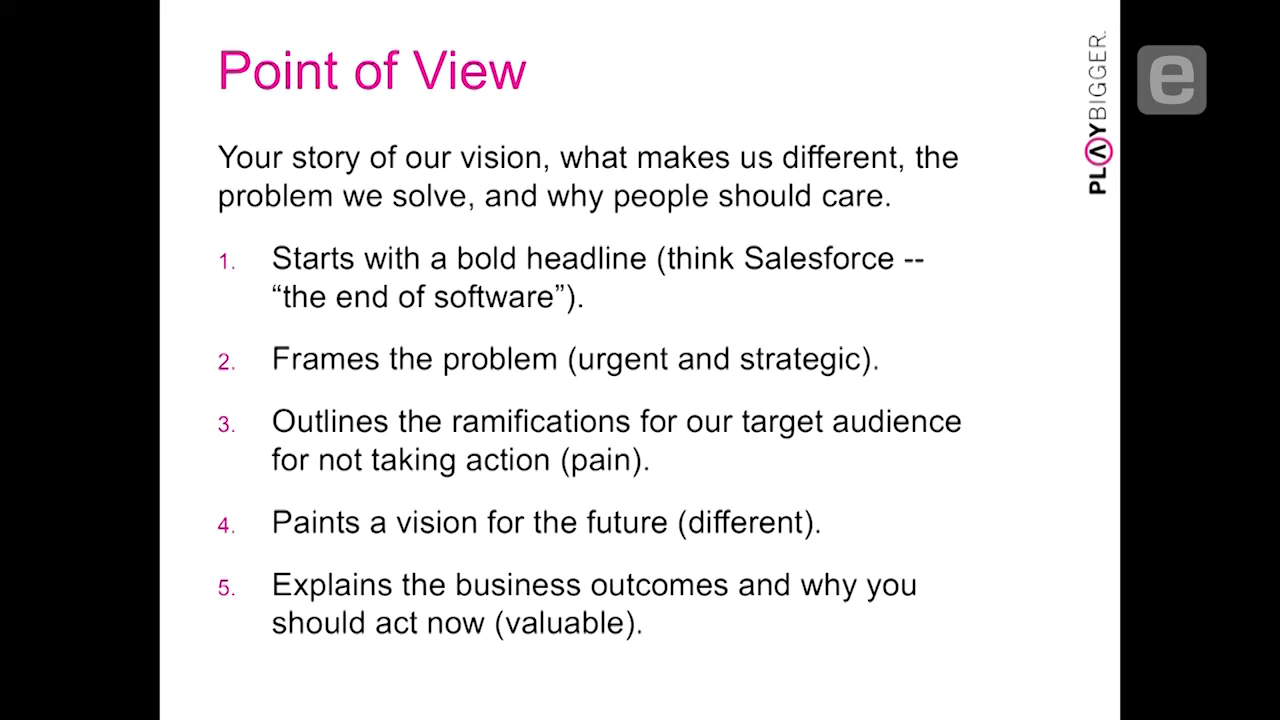 Point of View
Your story of our vision, what makes us different, the
problem we solve, and why people should care.
1. Starts with a bold headline (think Salesforce --
“the end of software”).
2. Frames the problem (urgent and strategic).
3. Outlines the ramifications for our target audience
for not taking action (pain).
4. Paints a vision for the future (different).
5. Explains the business outcomes and why you
should act now (valuable).
PLAYBIGGER.
e